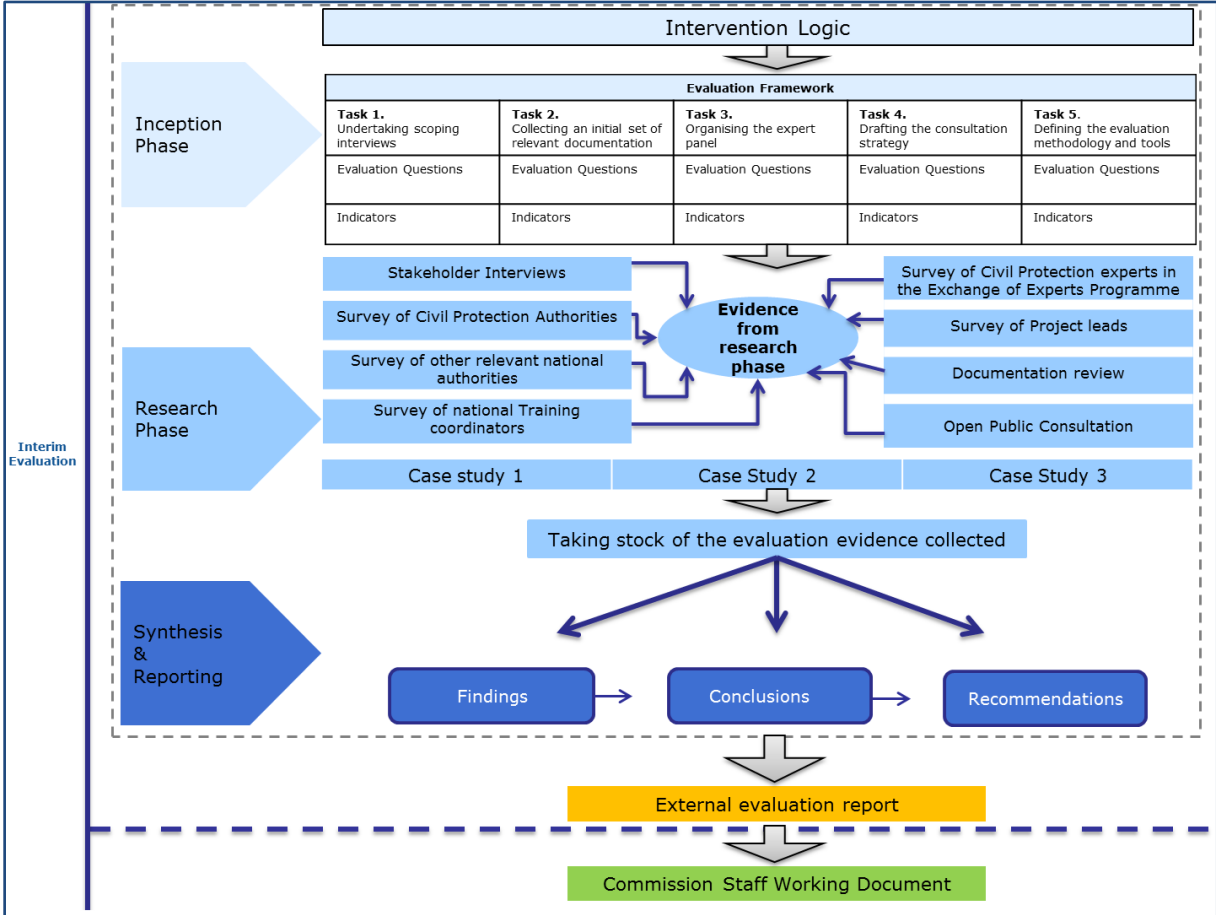 Intervention Logic
Inception
Phase
Evaluation Framework
Task 1.
Undertaking scoping
interviews
Task 2.
Collecting an initial set of
relevant documentation
Task 3.
Organising the expert
panel
Task 4.
Drafting the consultation
strategy
Task 5.
Defining the evaluation
methodology and tools
Evaluation Questions
Evaluation Questions
Evaluation Questions
Evaluation Questions
Evaluation Questions
Indicators
Indicators
Indicators
Indicators
Indicators
Interim
Evaluation
Research
Phase
Stakeholder Interviews
Survey of Civil Protection Authorities
Survey of other relevant national
authorities
Survey of national Training
coordinators
Evidence
from
research
phase
Survey of Civil Protection experts in
the Exchange of Experts Programme
Survey of Project leads
Documentation review
Open Public Consultation
Case study 1
Case Study 2
Case Study 3
Taking stock of the evaluation evidence collected
Synthesis
&
Reporting
Findings
Conclusions
Recommendations
External evaluation report
Commission Staff Working Document